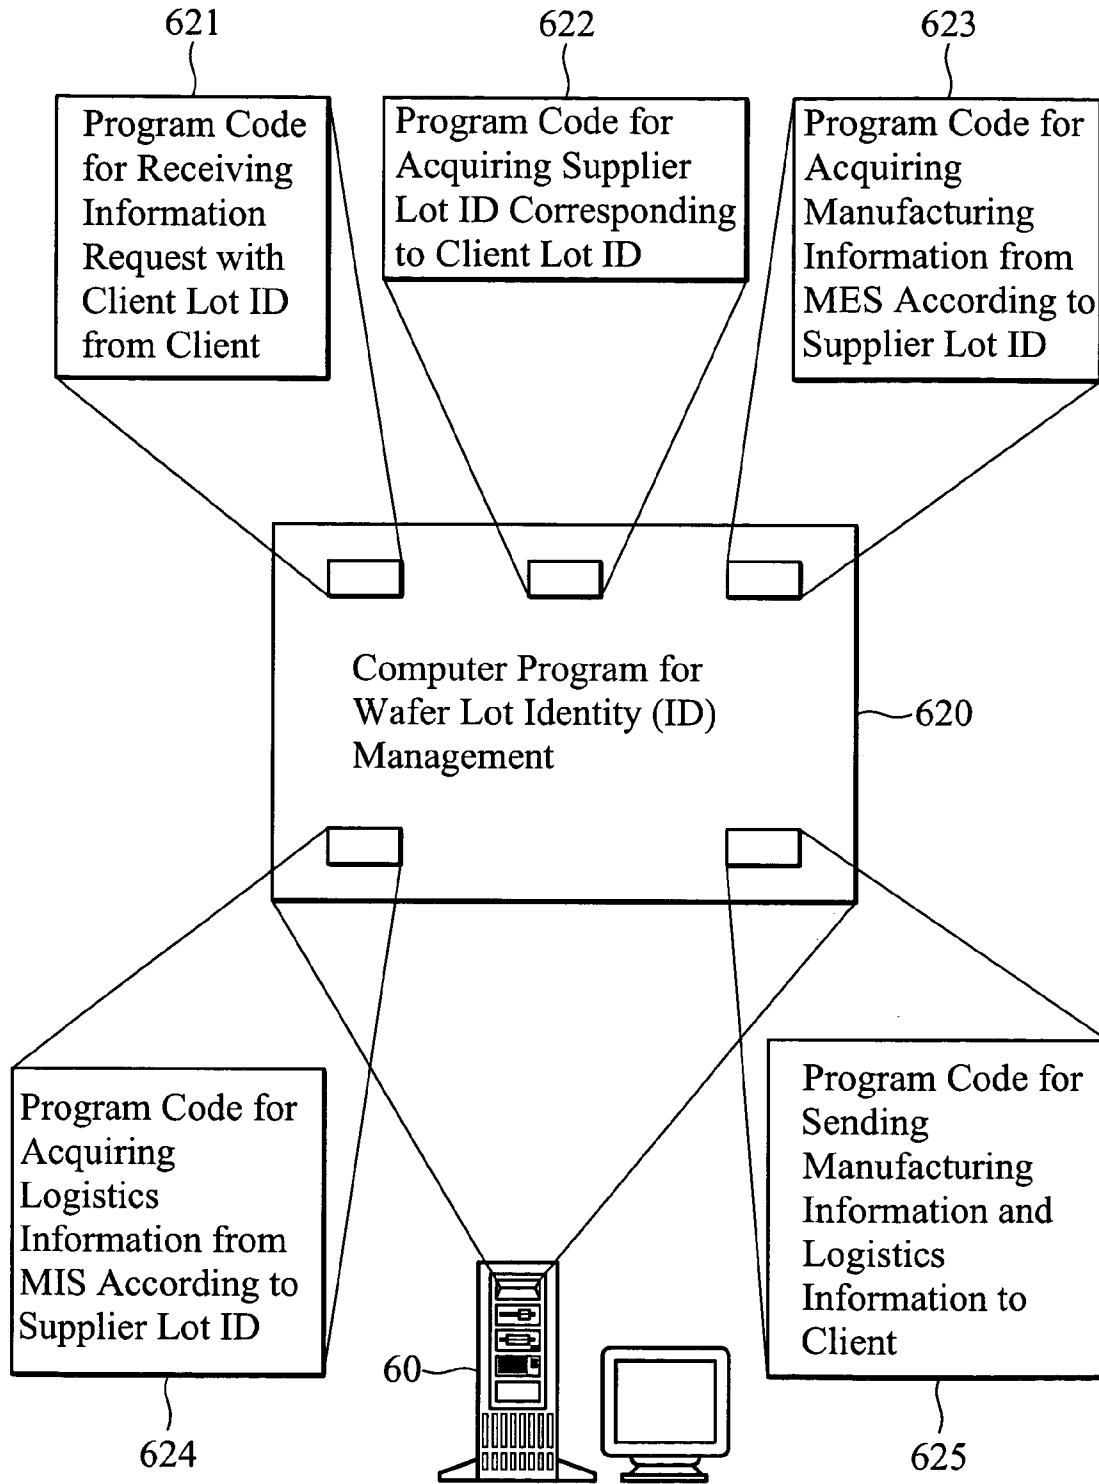 621
622
623
Program Code
for Receiving
Information
Request with
Client Lot ID
from Client
Program Code for
Acquiring Supplier
Lot ID Corresponding
to Client Lot ID
Program Code for
Acquiring
Manufacturing
Information from
MES According to
Supplier Lot ID
Computer Program for
Wafer Lot Identity (ID)
Management
620
Program Code for
Acquiring
Logistics
Information from
MIS According to
Supplier Lot ID
Program Code for
Sending
Manufacturing
Information and
Logistics
Information to
Client
60
624
625